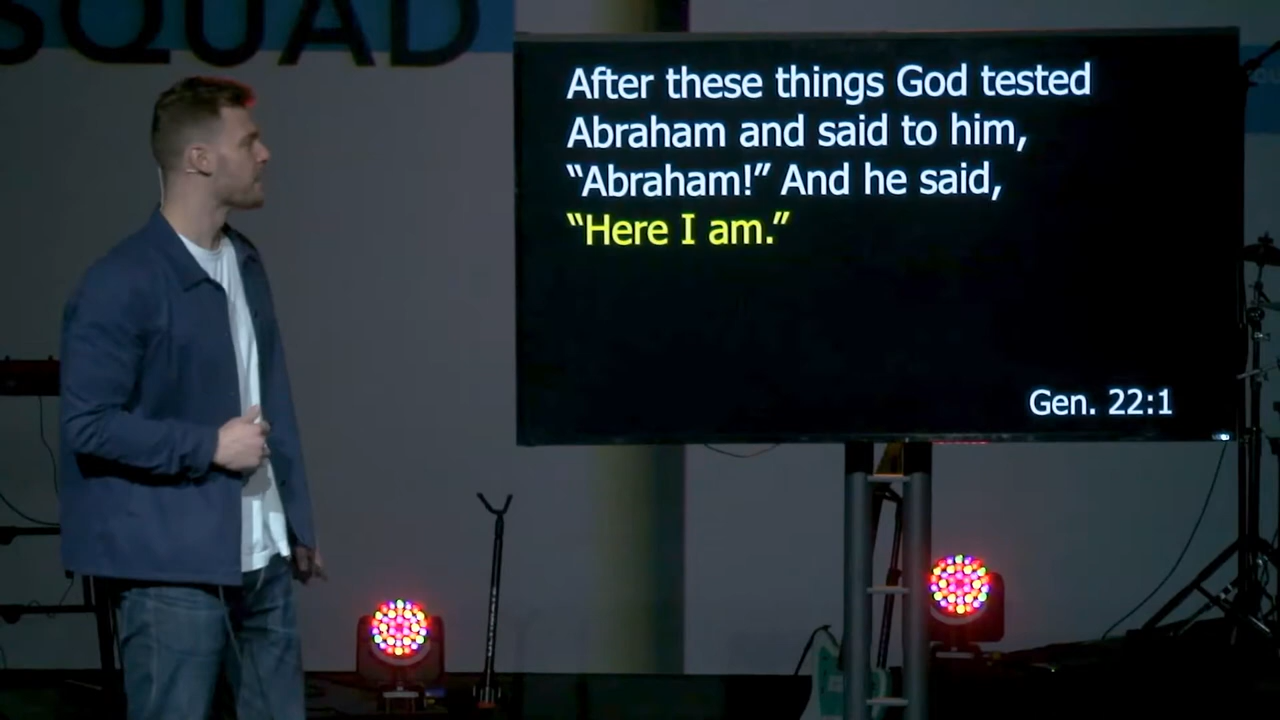 SQUAD
After these things God tested
Abraham and said to him,
“Abraham!” And he said,
“Here I am.”
Gen. 22:1